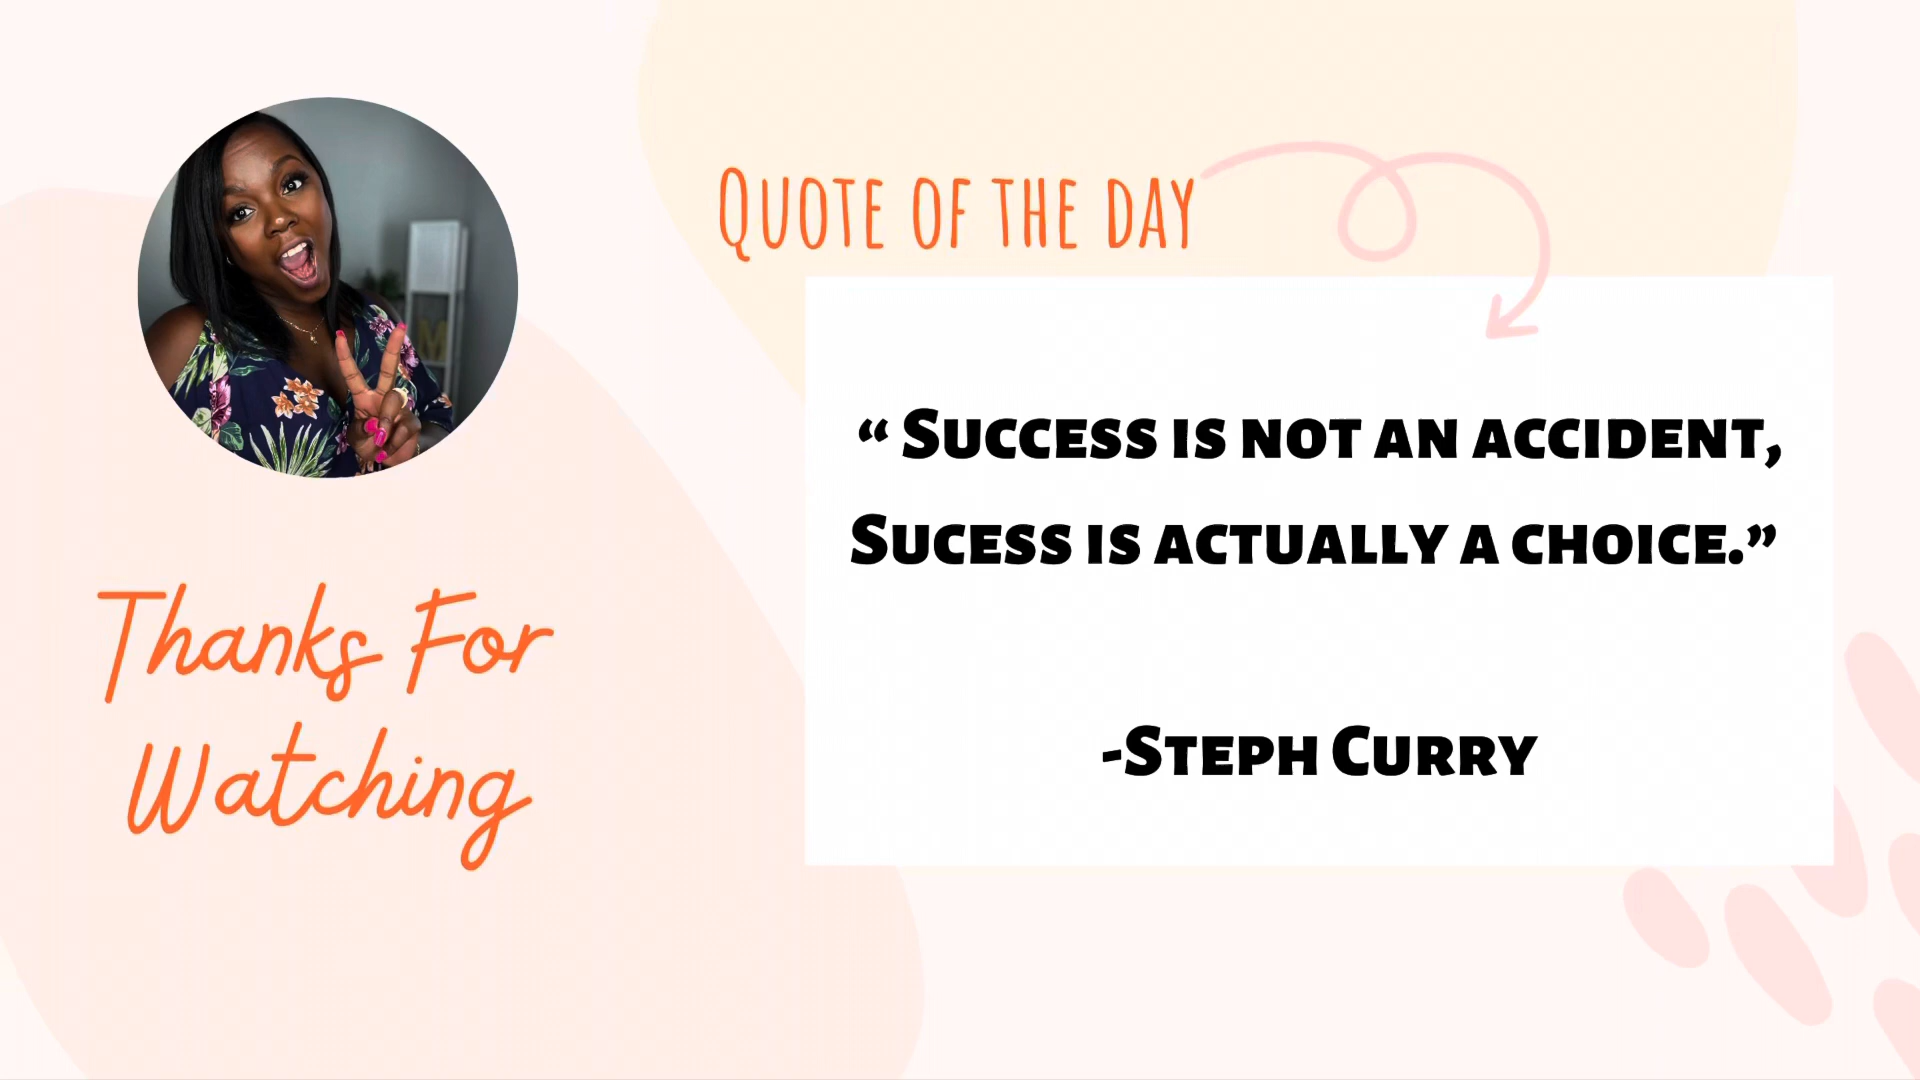 Quote of the day
“ Success is not an accident,
Sucess is actually a choice.”
-Steph Curry
Thanks For
Watching